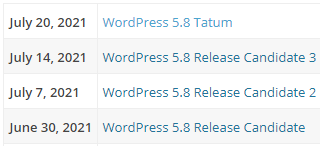 July 20, 2021 WordPress 5.8 Tatum
July 14, 2021 WordPress 5.8 Release Candidate 3
July 7, 2021 WordPress 5.8 Release Candidate 2
June 30, 2021 WordPress 5.8 Release Candidate